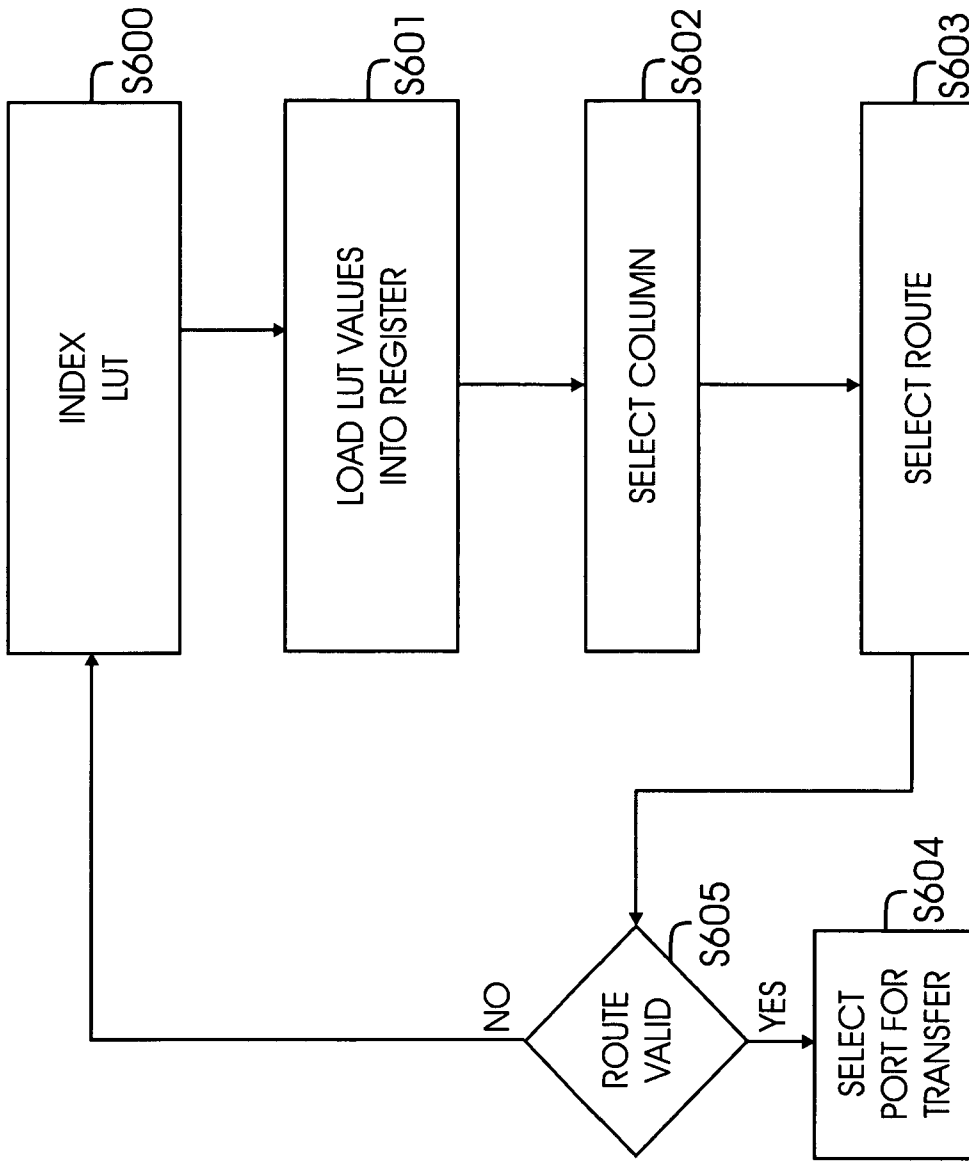 INDEX
LUT
S600
LOAD LUT VALUES
INTO REGISTER
S601
SELECT COLUMN
S602
SELECT ROUTE
S603
ROUTE
VALID
S605
NO
YES
SELECT
PORT FOR
TRANSFER
S604